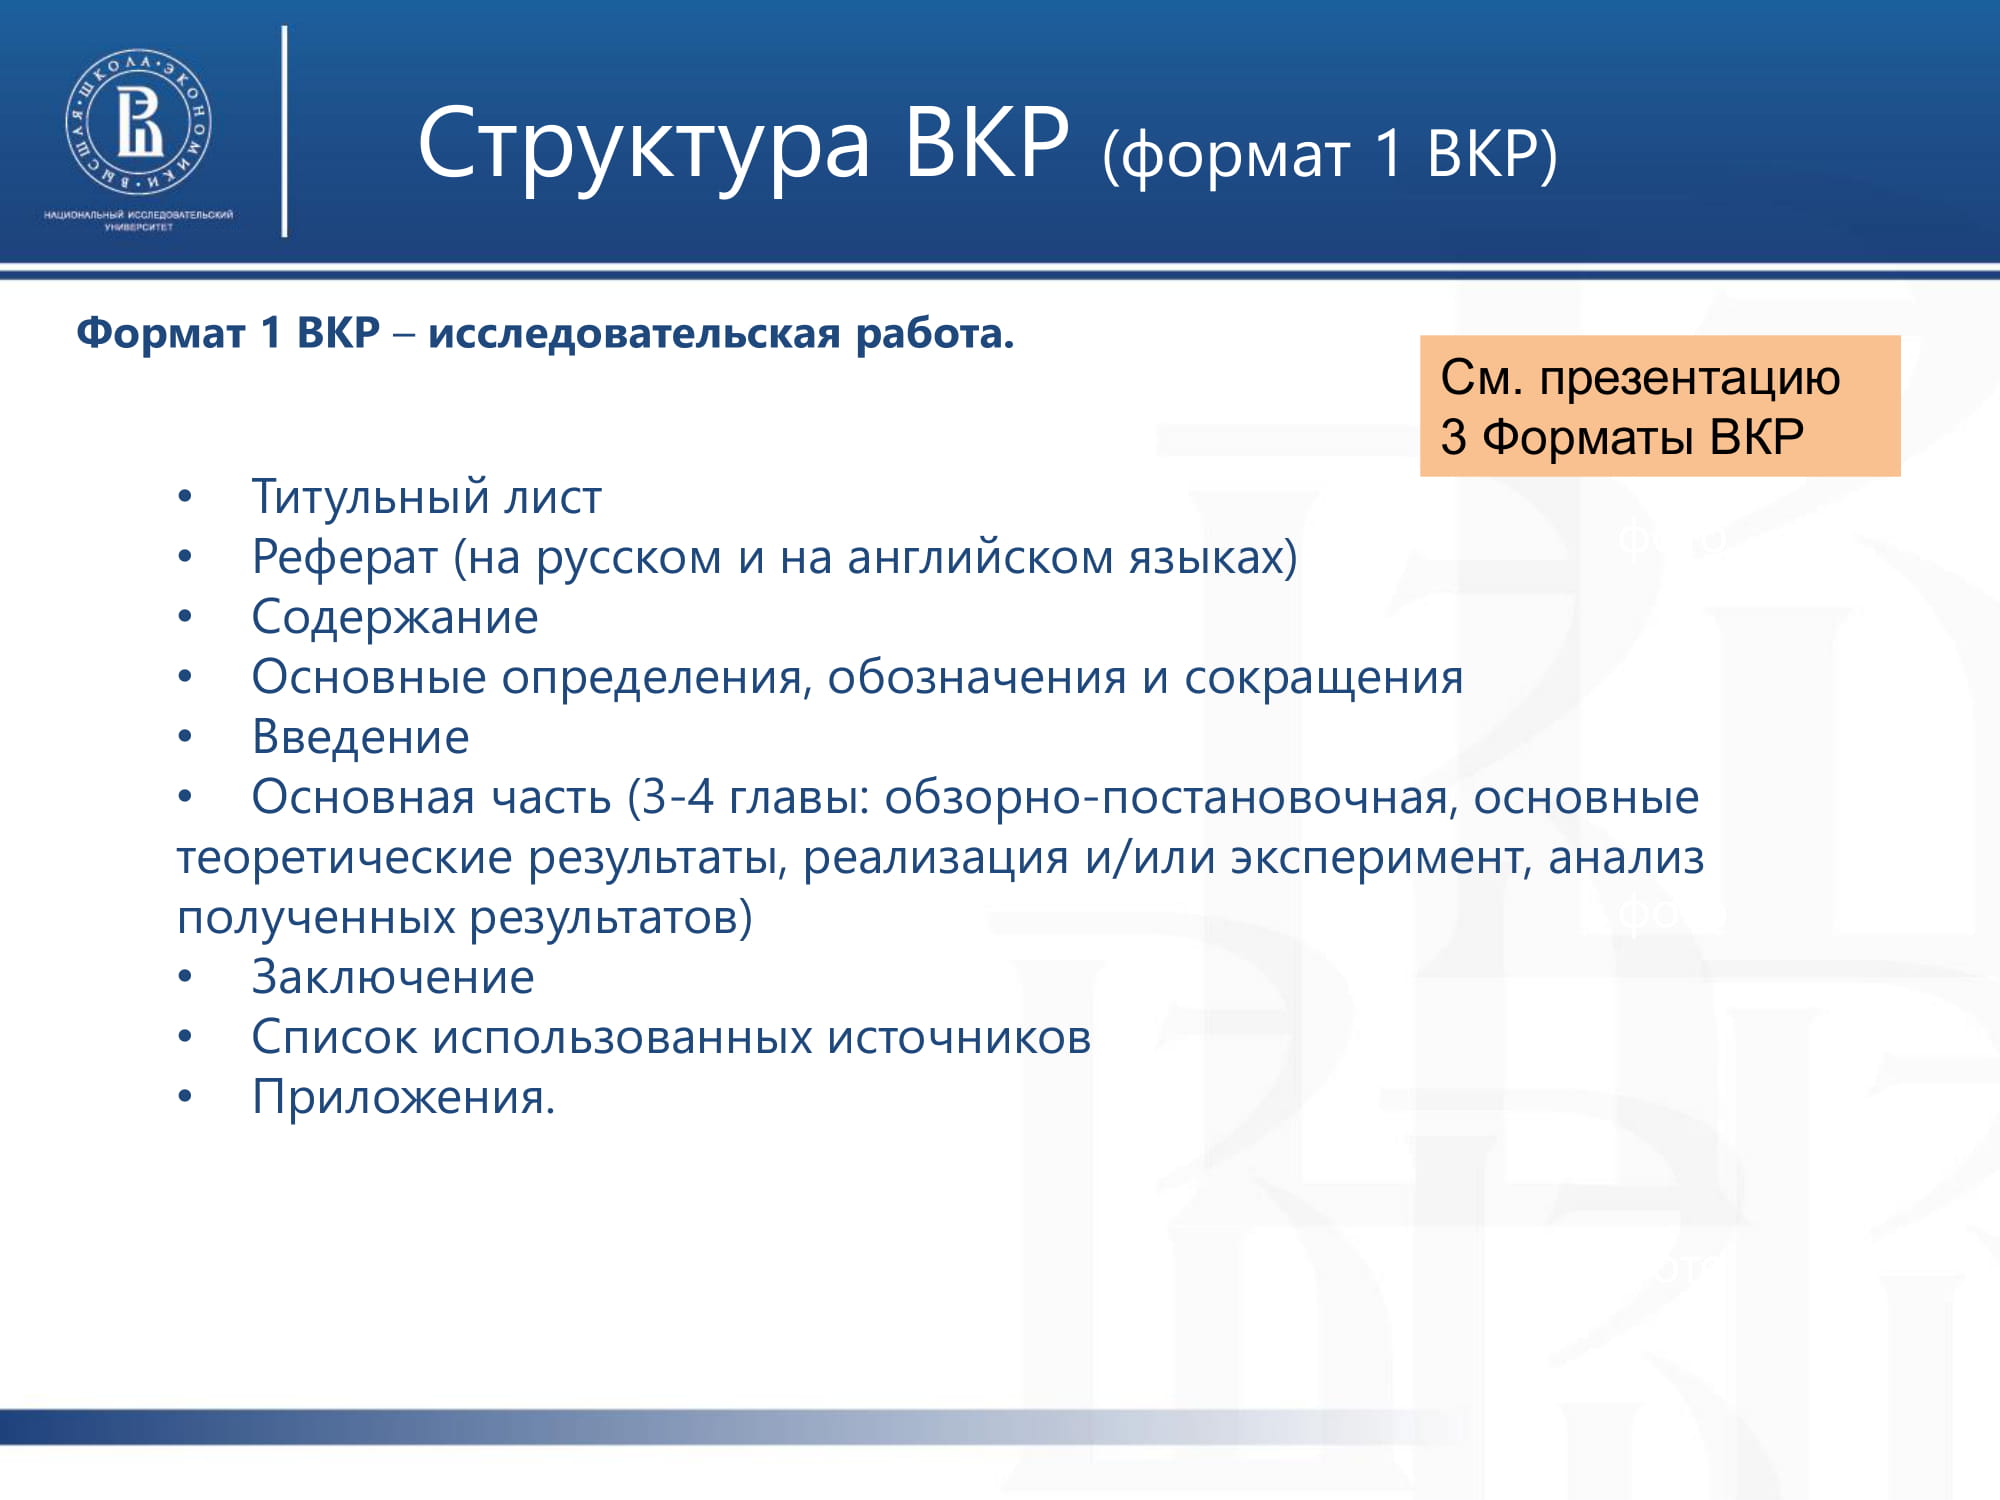 ВЫСШАЯ · ШКОЛА · ЭКОНОМИКИ ·
НАЦИОНАЛЬНЫЙ ИССЛЕДОВАТЕЛЬСКИЙ
УНИВЕРСИТЕТ
Структура ВКР (формат 1 ВКР)
Формат 1 ВКР – исследовательская работа.
См. презентацию
3 Форматы ВКР
• Титульный лист
• Реферат (на русском и на английском языках)
• Содержание
• Основные определения, обозначения и сокращения
• Введение
• Основная часть (3-4 главы: обзорно-постановочная, основные
теоретические результаты, реализация и/или эксперимент, анализ
полученных результатов)
• Заключение
• Список использованных источников
• Приложения.